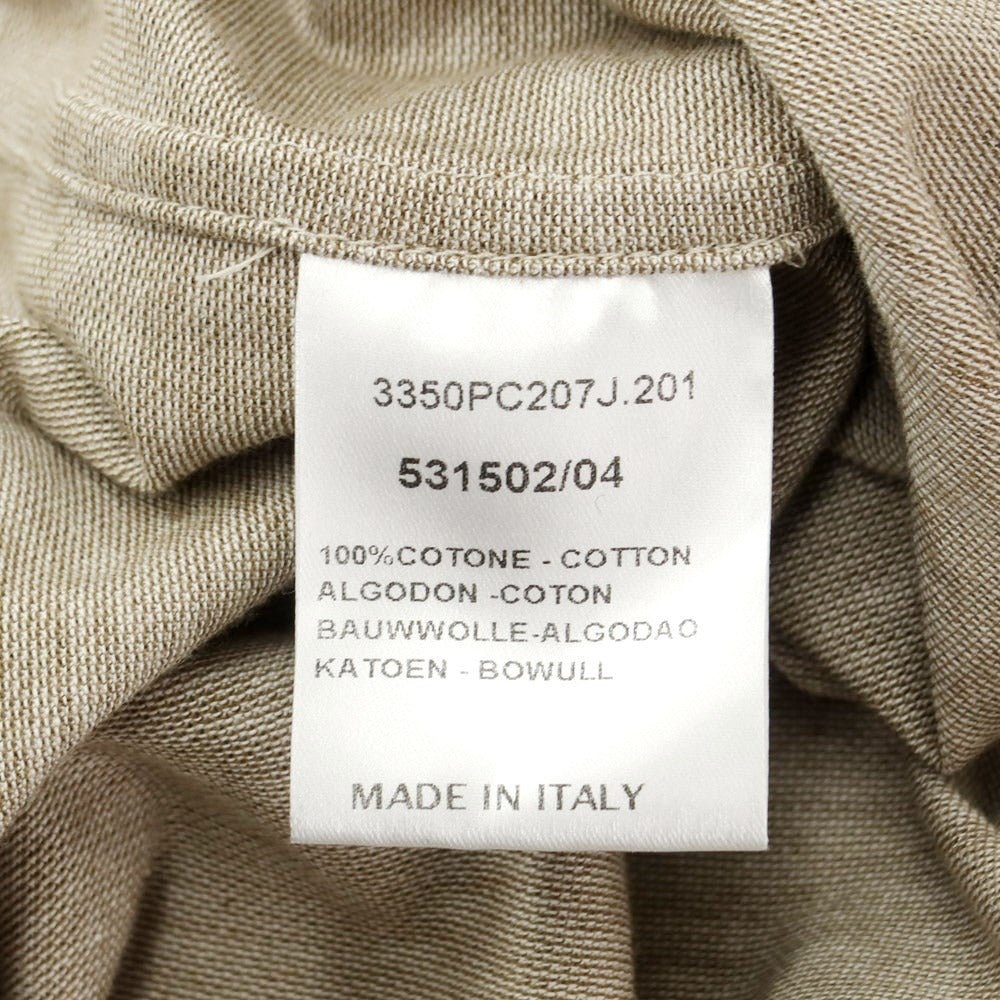 3350PC207J.201
531502/04
100%COTONE - COTTON
ALGODON -COTON
BAUWWOLLE-ALGODAO
KATOEN - BOWULL
MADE IN ITALY